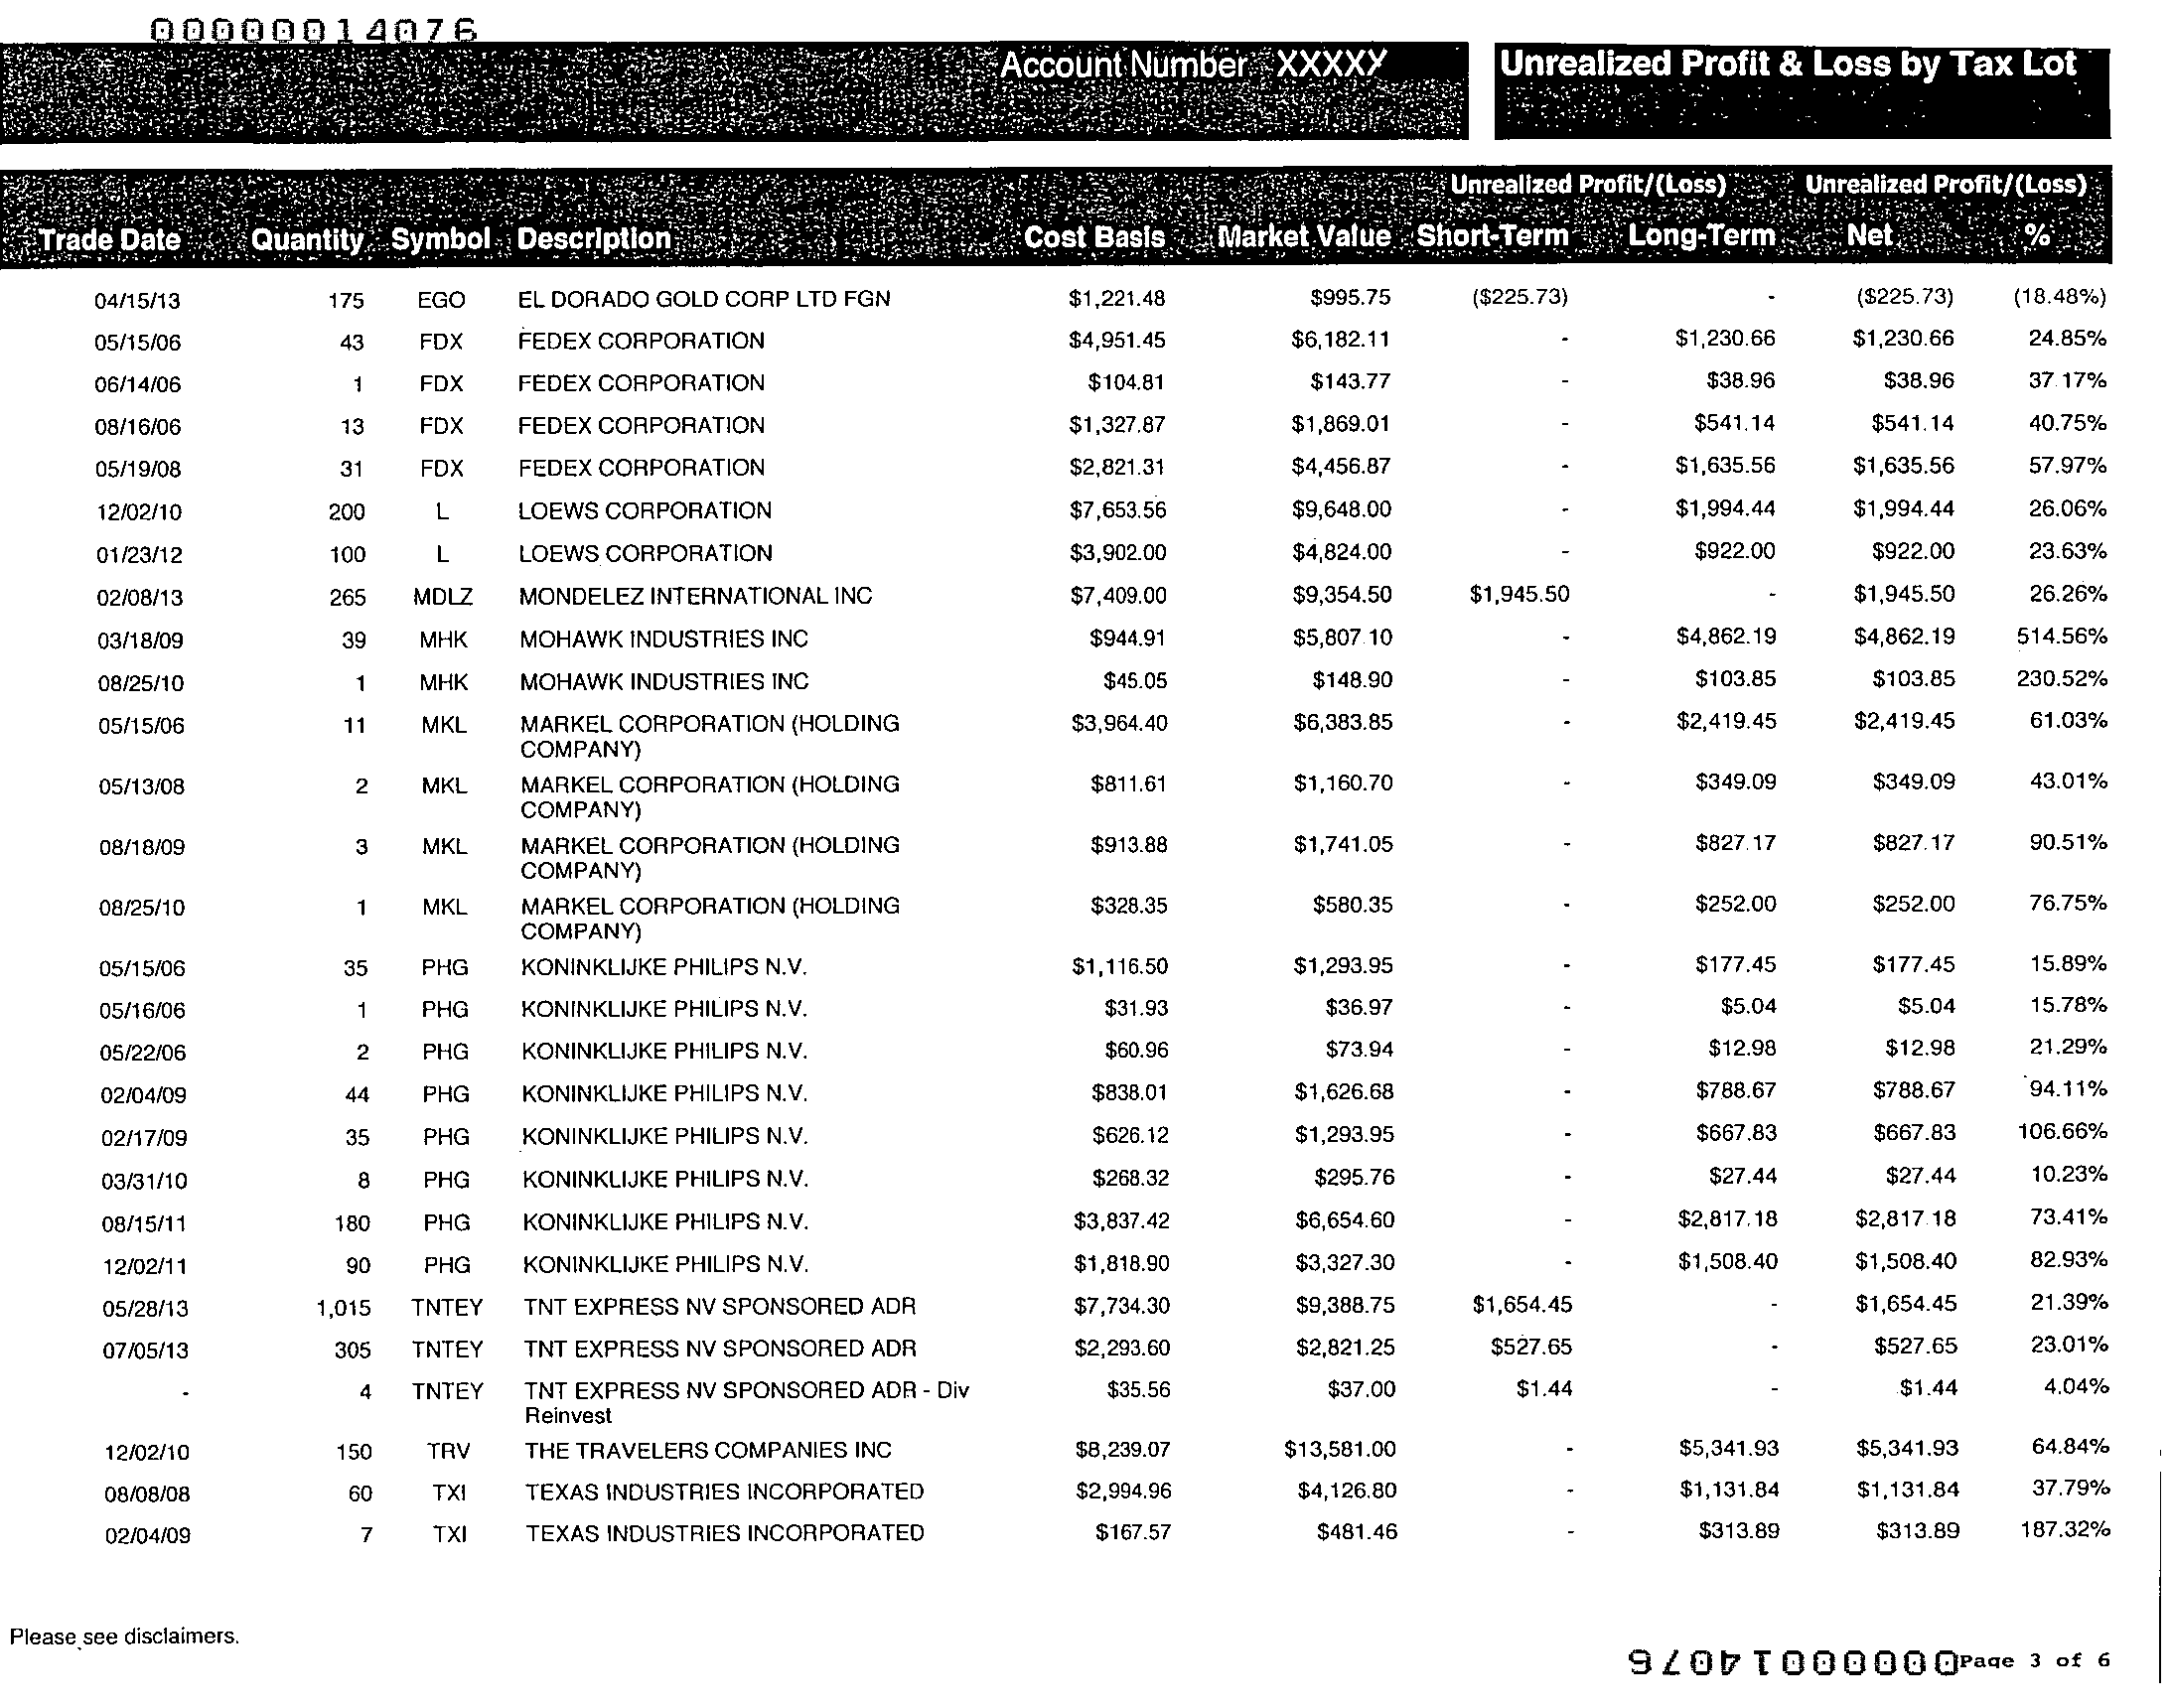 00000014076
Account Number XXXXX Unrealized Profit & Loss by Tax Lot
Unrealized Profit/(Loss) Unrealized Profit/(Loss)
Trade Date Quantity Symbol Description Cost Basis Market Value Short-Term Long-Term Net %
04/15/13 175 EGO EL DORADO GOLD CORP LTD FGN $1,221.48 $995.75 ($225.73) - ($225.73) (18.48%)
05/15/06 43 FDX FEDEX CORPORATION $4,951.45 $6,182.11 - $1,230.66 $1,230.66 24.85%
06/14/06 1 FDX FEDEX CORPORATION $104.81 $143.77 - $38.96 $38.96 37.17%
08/16/06 13 FDX FEDEX CORPORATION $1,327.87 $1,869.01 - $541.14 $541.14 40.75%
05/19/08 31 FDX FEDEX CORPORATION $2,821.31 $4,456.87 - $1,635.56 $1,635.56 57.97%
12/02/10 200 L LOEWS CORPORATION $7,653.56 $9,648.00 - $1,994.44 $1,994.44 26.06%
01/23/12 100 L LOEWS CORPORATION $3,902.00 $4,824.00 - $922.00 $922.00 23.63%
02/08/13 265 MDLZ MONDELEZ INTERNATIONAL INC $7,409.00 $9,354.50 $1,945.50 - $1,945.50 26.26%
03/18/09 39 MHK MOHAWK INDUSTRIES INC $944.91 $5,807.10 - $4,862.19 $4,862.19 514.56%
08/25/10 1 MHK MOHAWK INDUSTRIES INC $45.05 $148.90 - $103.85 $103.85 230.52%
05/15/06 11 MKL MARKEL CORPORATION (HOLDING $3,964.40 $6,383.85 - $2,419.45 $2,419.45 61.03%
COMPANY)
05/13/08 2 MKL MARKEL CORPORATION (HOLDING $811.61 $1,160.70 - $349.09 $349.09 43.01%
COMPANY)
08/18/09 3 MKL MARKEL CORPORATION (HOLDING $913.88 $1,741.05 - $827.17 $827.17 90.51%
COMPANY)
08/25/10 1 MKL MARKEL CORPORATION (HOLDING $328.35 $580.35 - $252.00 $252.00 76.75%
COMPANY)
05/15/06 35 PHG KONINKLIJKE PHILIPS N.V. $1,116.50 $1,293.95 - $177.45 $177.45 15.89%
05/16/06 1 PHG KONINKLIJKE PHILIPS N.V. $31.93 $36.97 - $5.04 $5.04 15.78%
05/22/06 2 PHG KONINKLIJKE PHILIPS N.V. $60.96 $73.94 - $12.98 $12.98 21.29%
02/04/09 44 PHG KONINKLIJKE PHILIPS N.V. $838.01 $1,626.68 - $788.67 $788.67 94.11%
02/17/09 35 PHG KONINKLIJKE PHILIPS N.V. $626.12 $1,293.95 - $667.83 $667.83 106.66%
03/31/10 8 PHG KONINKLIJKE PHILIPS N.V. $268.32 $295.76 - $27.44 $27.44 10.23%
08/15/11 180 PHG KONINKLIJKE PHILIPS N.V. $3,837.42 $6,654.60 - $2,817.18 $2,817.18 73.41%
12/02/11 90 PHG KONINKLIJKE PHILIPS N.V. $1,818.90 $3,327.30 - $1,508.40 $1,508.40 82.93%
05/28/13 1,015 TNTEY TNT EXPRESS NV SPONSORED ADR $7,734.30 $9,388.75 $1,654.45 - $1,654.45 21.39%
07/05/13 305 TNTEY TNT EXPRESS NV SPONSORED ADR $2,293.60 $2,821.25 $527.65 - $527.65 23.01%
- 4 TNTEY TNT EXPRESS NV SPONSORED ADR - Div $35.56 $37.00 $1.44 - $1.44 4.04%
Reinvest
12/02/10 150 TRV THE TRAVELERS COMPANIES INC $8,239.07 $13,581.00 - $5,341.93 $5,341.93 64.84%
08/08/08 60 TXI TEXAS INDUSTRIES INCORPORATED $2,994.96 $4,126.80 - $1,131.84 $1,131.84 37.79%
02/04/09 7 TXI TEXAS INDUSTRIES INCORPORATED $167.57 $481.46 - $313.89 $313.89 187.32%
Please see disclaimers.
00000014076 Page 3 of 6